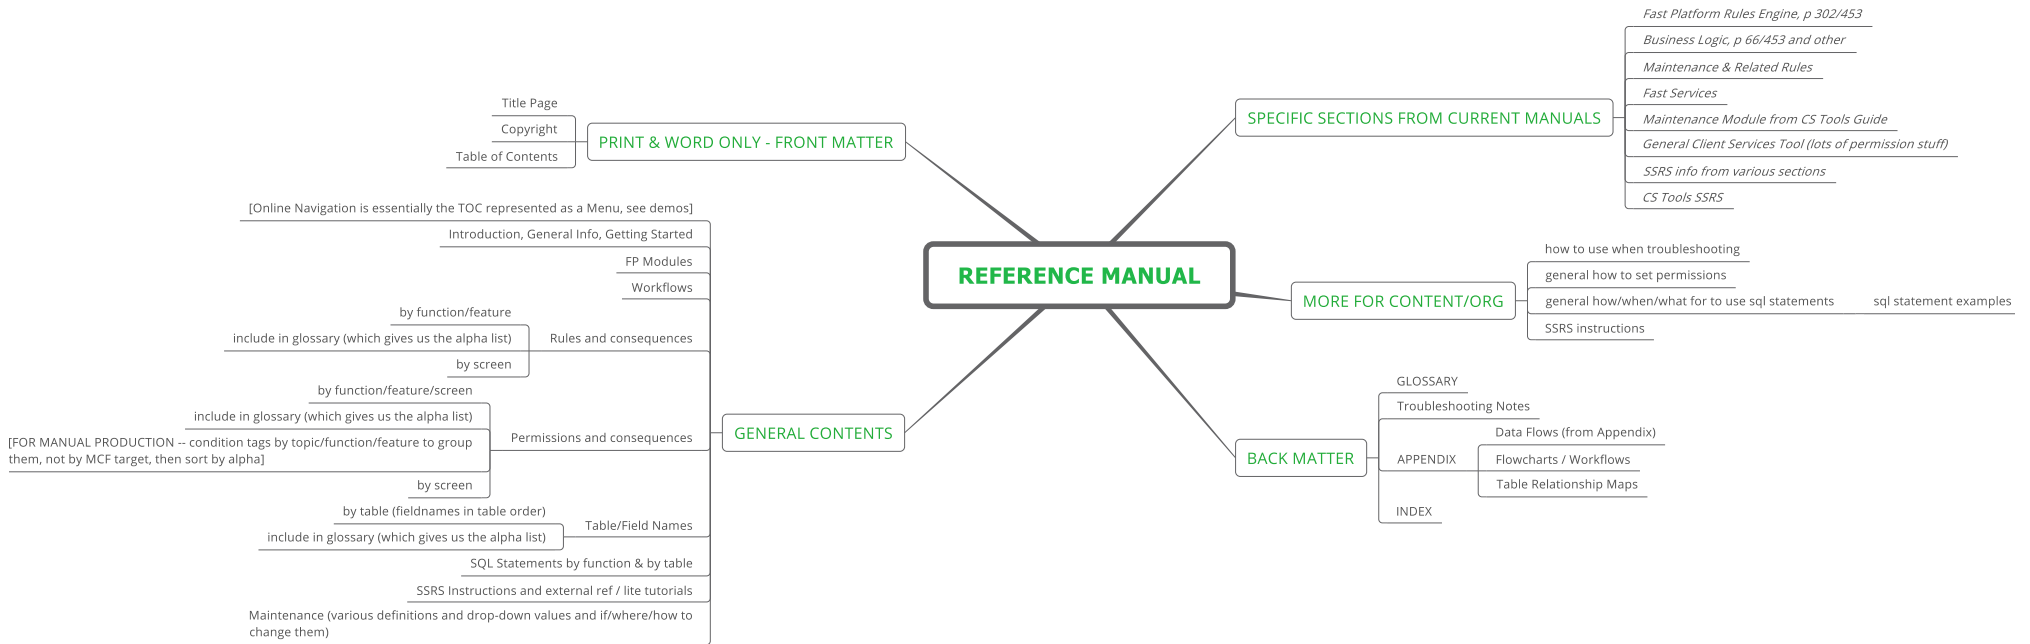 REFERENCE MANUAL
PRINT & WORD ONLY - FRONT MATTER
Title Page
Copyright
Table of Contents
GENERAL CONTENTS
[Online Navigation is essentially the TOC represented as a Menu, see demos]
Introduction, General Info, Getting Started
FP Modules
Workflows
Rules and consequences
by function/feature
include in glossary (which gives us the alpha list)
by screen
Permissions and consequences
by function/feature/screen
include in glossary (which gives us the alpha list)
[FOR MANUAL PRODUCTION -- condition tags by topic/function/feature to group
them, not by MCF target, then sort by alpha]
by screen
Table/Field Names
by table (fieldnames in table order)
include in glossary (which gives us the alpha list)
SQL Statements by function & by table
SSRS Instructions and external ref / lite tutorials
Maintenance (various definitions and drop-down values and if/where/how to
change them)
SPECIFIC SECTIONS FROM CURRENT MANUALS
Fast Platform Rules Engine, p 302/453
Business Logic, p 66/453 and other
Maintenance & Related Rules
Fast Services
Maintenance Module from CS Tools Guide
General Client Services Tool (lots of permission stuff)
SSRS info from various sections
CS Tools SSRS
MORE FOR CONTENT/ORG
how to use when troubleshooting
general how to set permissions
general how/when/what for to use sql statements
sql statement examples
SSRS instructions
BACK MATTER
GLOSSARY
Troubleshooting Notes
APPENDIX
Data Flows (from Appendix)
Flowcharts / Workflows
Table Relationship Maps
INDEX